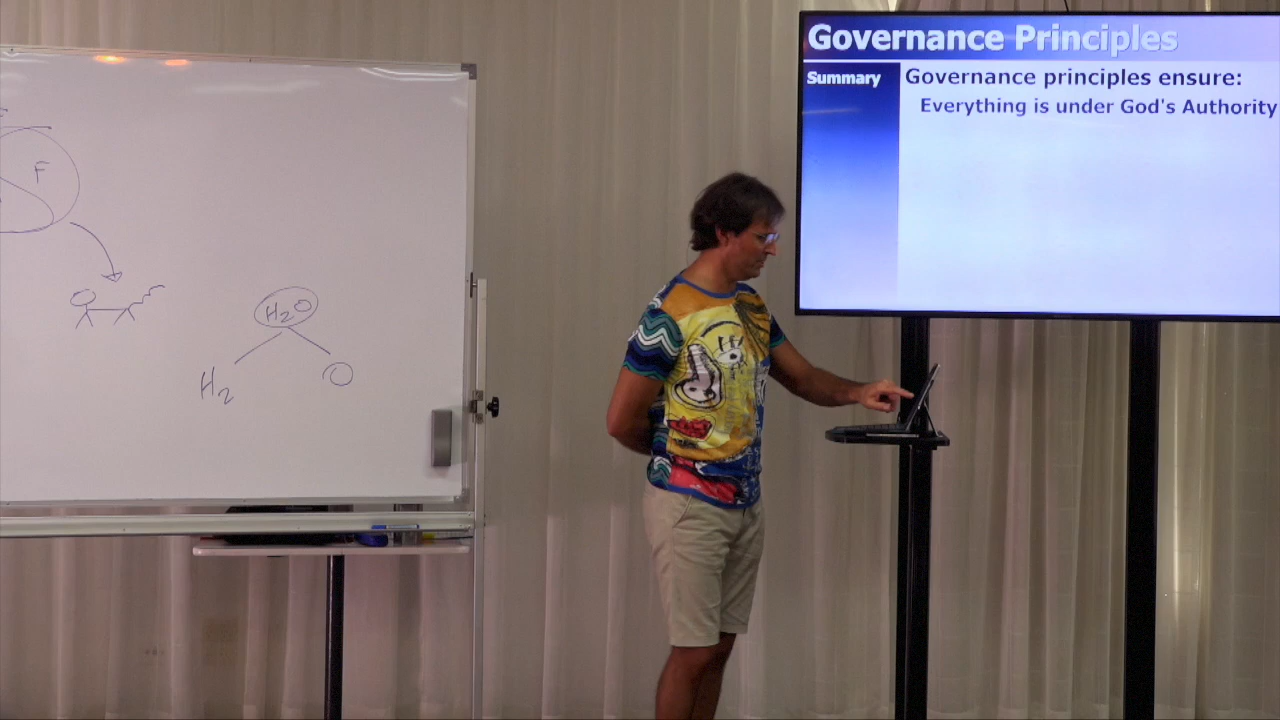 F
H2O
H2
O
Governance Principles
Summary
Governance principles ensure:
Everything is under God's Authority